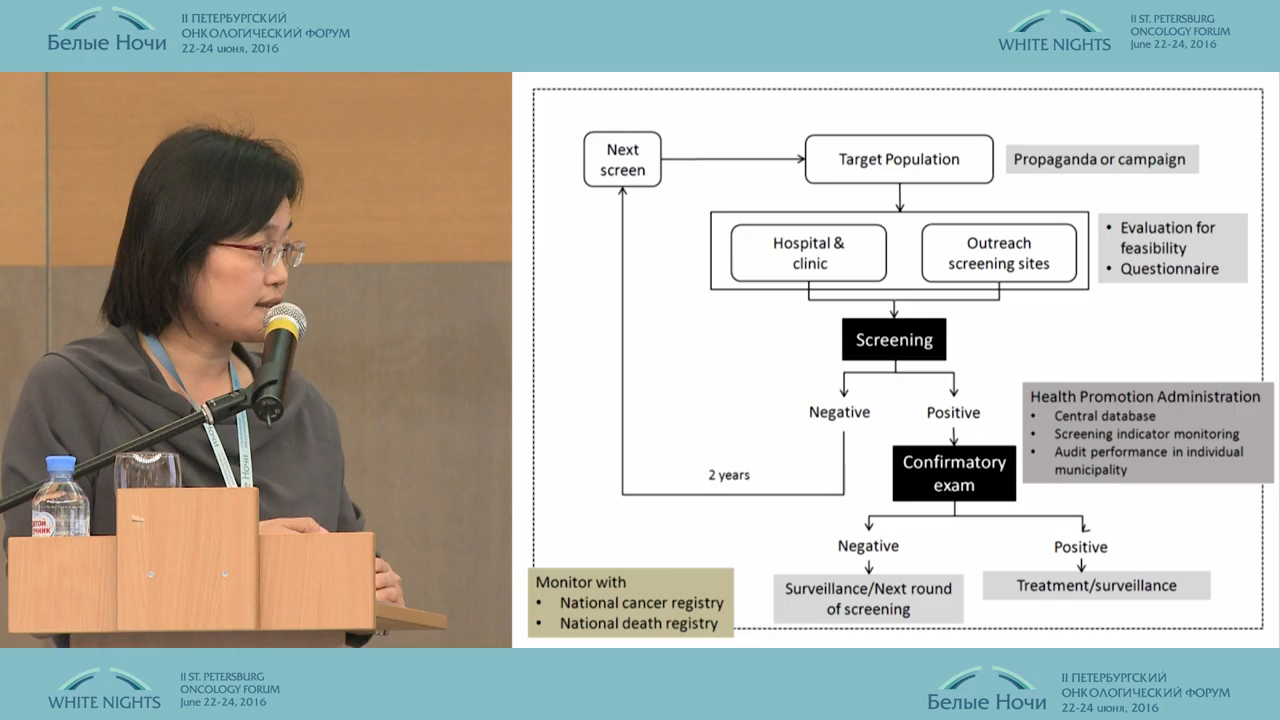 Белые Ночи
II ПЕТЕРБУРГСКИЙ
ОНКОЛОГИЧЕСКИЙ ФОРУМ
22-24 июня, 2016
WHITE NIGHTS
II ST. PETERSBURG
ONCOLOGY FORUM
June 22-24, 2016
Next
screen
Target Population
Propaganda or campaign
Hospital &
clinic
Outreach
screening sites
• Evaluation for
feasibility
• Questionnaire
Screening
Negative
Positive
Health Promotion Administration
• Central database
• Screening indicator monitoring
• Audit performance in individual
municipality
Confirmatory
exam
2 years
Negative
Positive
Monitor with
• National cancer registry
• National death registry
Surveillance/Next round
of screening
Treatment/surveillance
WHITE NIGHTS
II ST. PETERSBURG
ONCOLOGY FORUM
June 22-24, 2016
Белые Ночи
II ПЕТЕРБУРГСКИЙ
ОНКОЛОГИЧЕСКИЙ ФОРУМ
22-24 июня, 2016